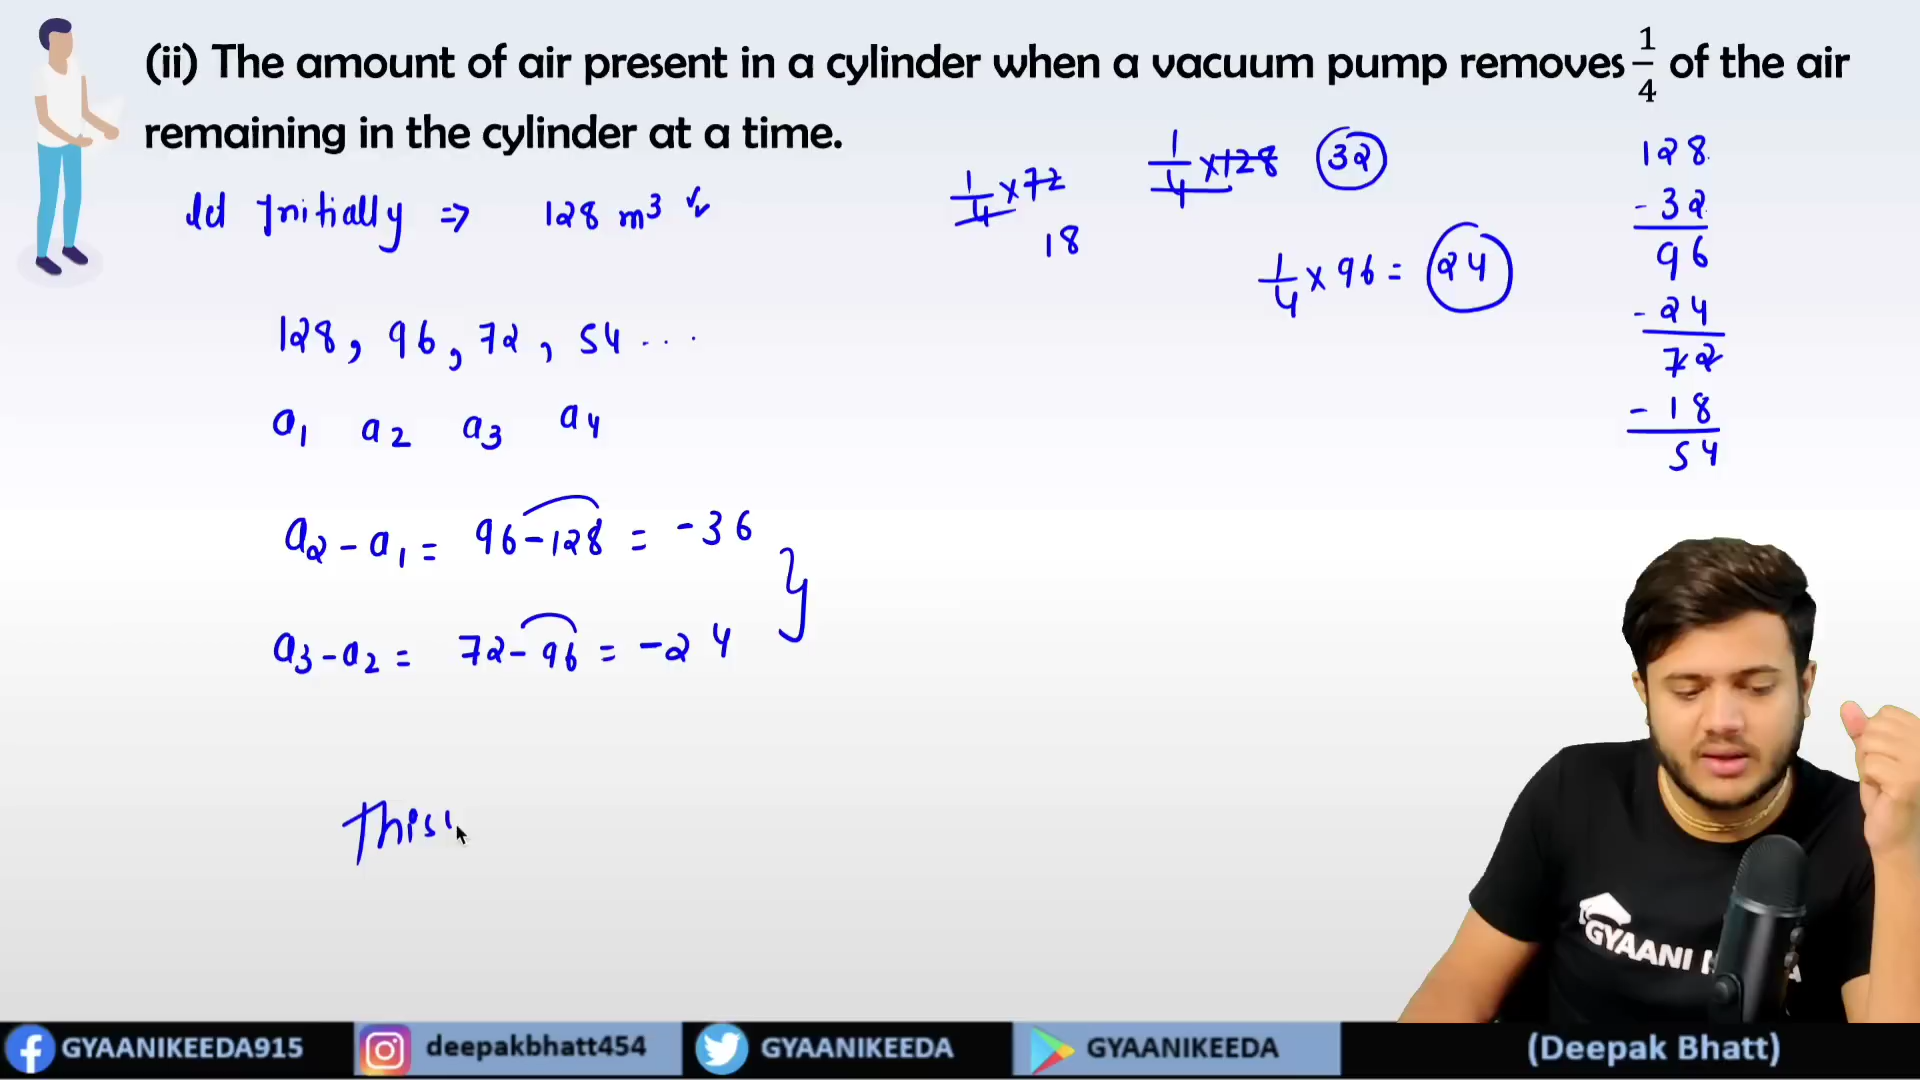 (ii) The amount of air present in a cylinder when a vacuum pump removes 1/4 of the air
remaining in the cylinder at a time.
let Initially => 128 m³
1/4 × 72
18
1/4 × 128 32
1/4 × 96 = 24
128
- 32
96
- 24
72
- 18
54
128, 96, 72, 54 ...
a1 a2 a3 a4
a2 - a1 = 96 - 128 = -36
a3 - a2 = 72 - 96 = -24
This
GYAANI
GYAANIKEEDA915
deepakbhatt454
GYAANIKEEDA
GYAANIKEEDA
(Deepak Bhatt)